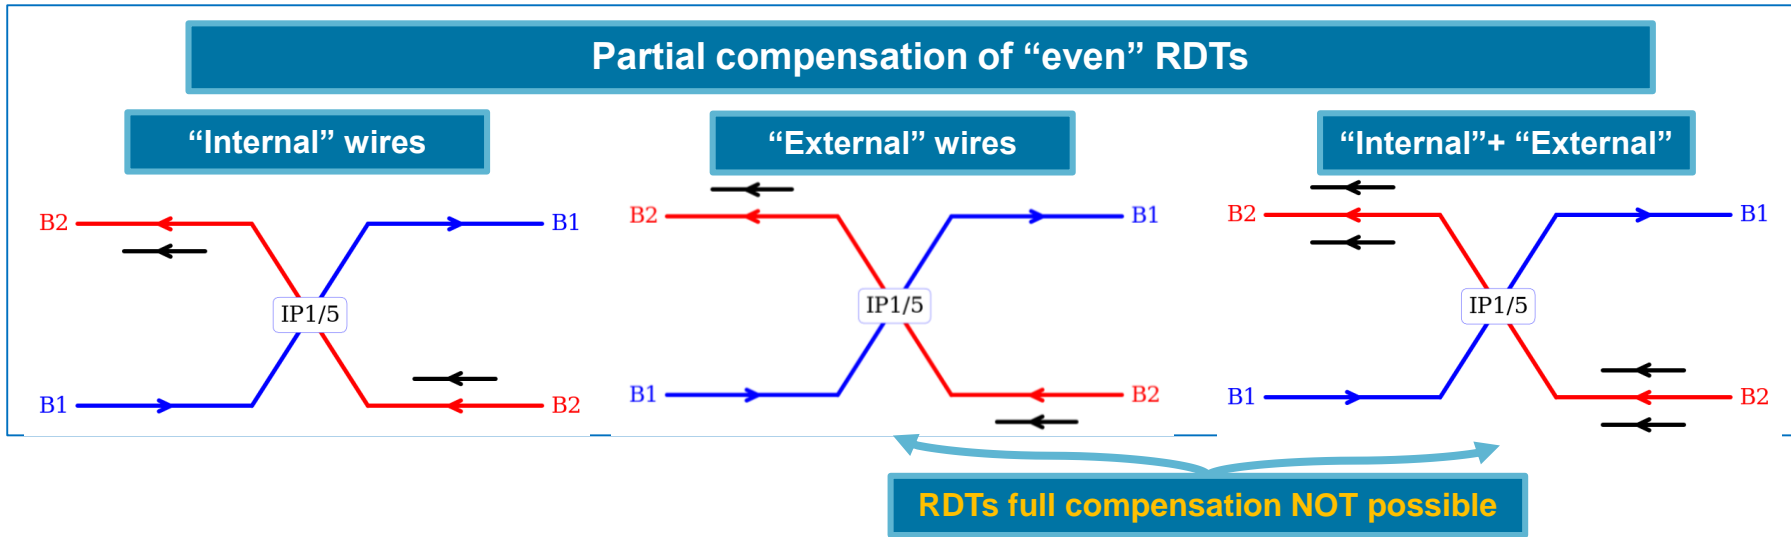 Partial compensation of “even” RDTs
“Internal” wires
B2
B1
IP1/5
B1
B2
“External” wires
B2
B1
IP1/5
B1
B2
“Internal”+ “External”
B2
B1
IP1/5
B1
B2
RDTs full compensation NOT possible